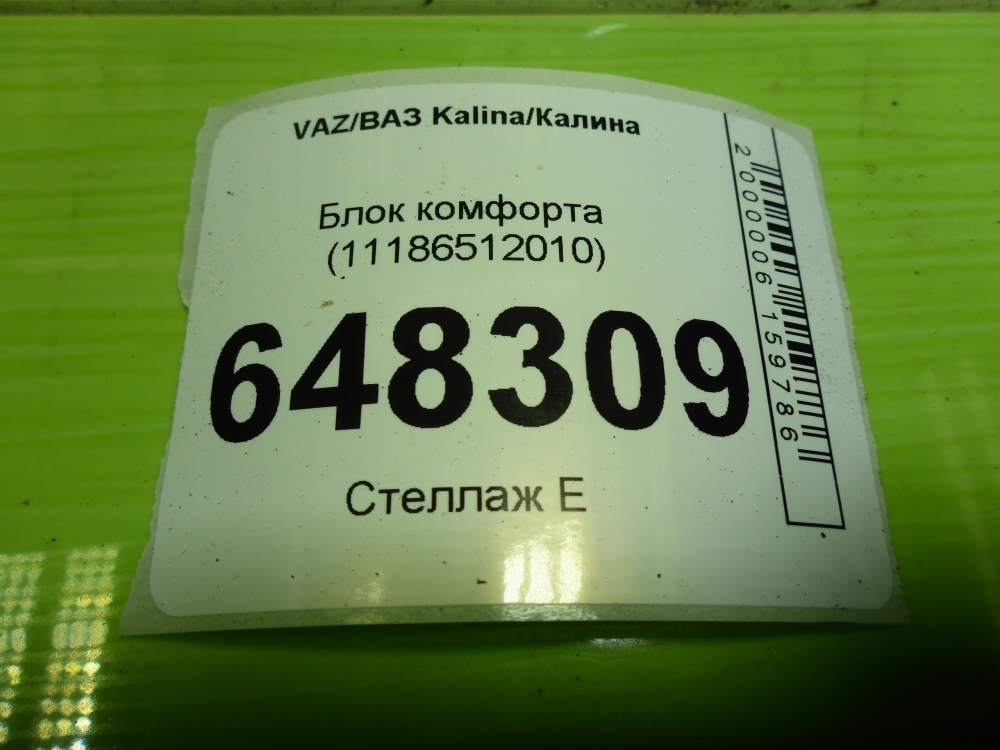 VAZ/ВАЗ Kalina/Калина
Блок комфорта
(11186512010)
648309
Стеллаж Е
2000006159786